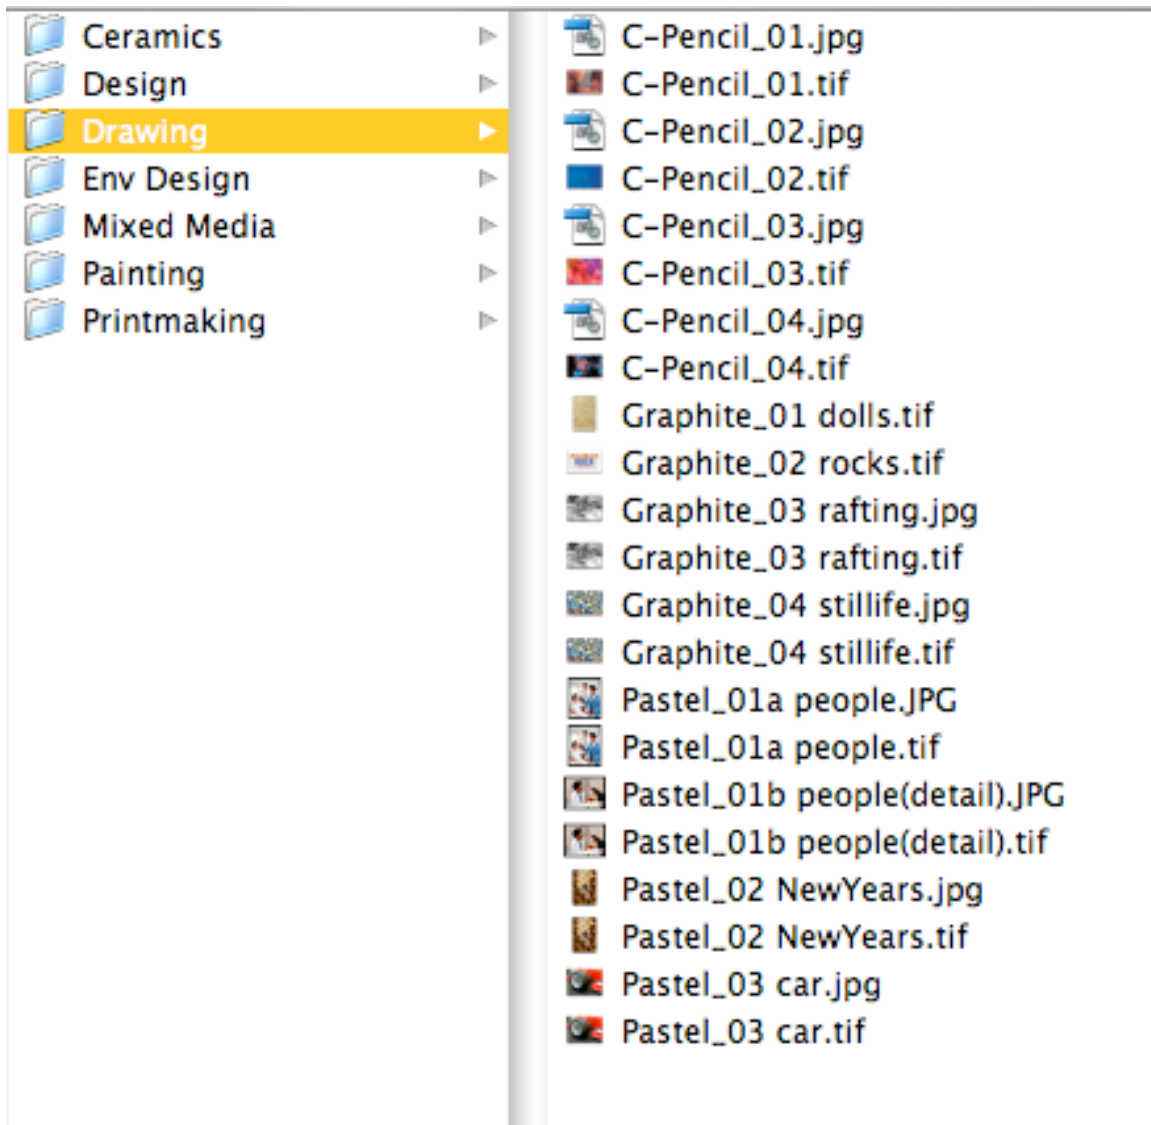 Ceramics
Design
Drawing
Env Design
Mixed Media
Painting
Printmaking
C-Pencil_01.jpg
C-Pencil_01.tif
C-Pencil_02.jpg
C-Pencil_02.tif
C-Pencil_03.jpg
C-Pencil_03.tif
C-Pencil_04.jpg
C-Pencil_04.tif
Graphite_01 dolls.tif
Graphite_02 rocks.tif
Graphite_03 rafting.jpg
Graphite_03 rafting.tif
Graphite_04 stillife.jpg
Graphite_04 stillife.tif
Pastel_01a people.JPG
Pastel_01a people.tif
Pastel_01b people(detail).JPG
Pastel_01b people(detail).tif
Pastel_02 NewYears.jpg
Pastel_02 NewYears.tif
Pastel_03 car.jpg
Pastel_03 car.tif